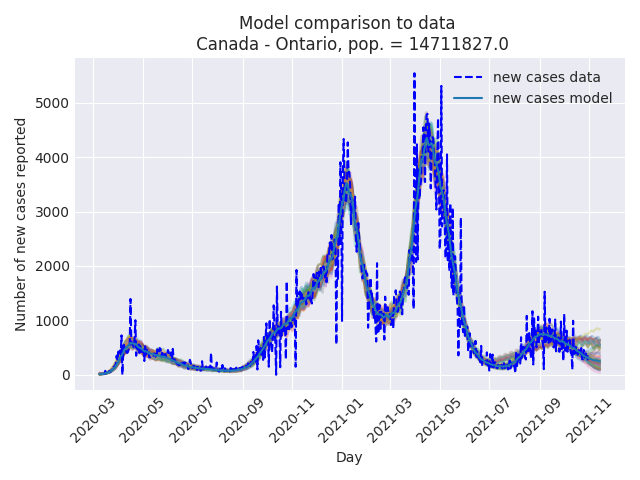 Model comparison to data
Canada - Ontario, pop. = 14711827.0
new cases data
new cases model
Number of new cases reported
5000
4000
3000
2000
1000
0
2020-03
2020-05
2020-07
2020-09
2020-11
2021-01
2021-03
2021-05
2021-07
2021-09
2021-11
Day